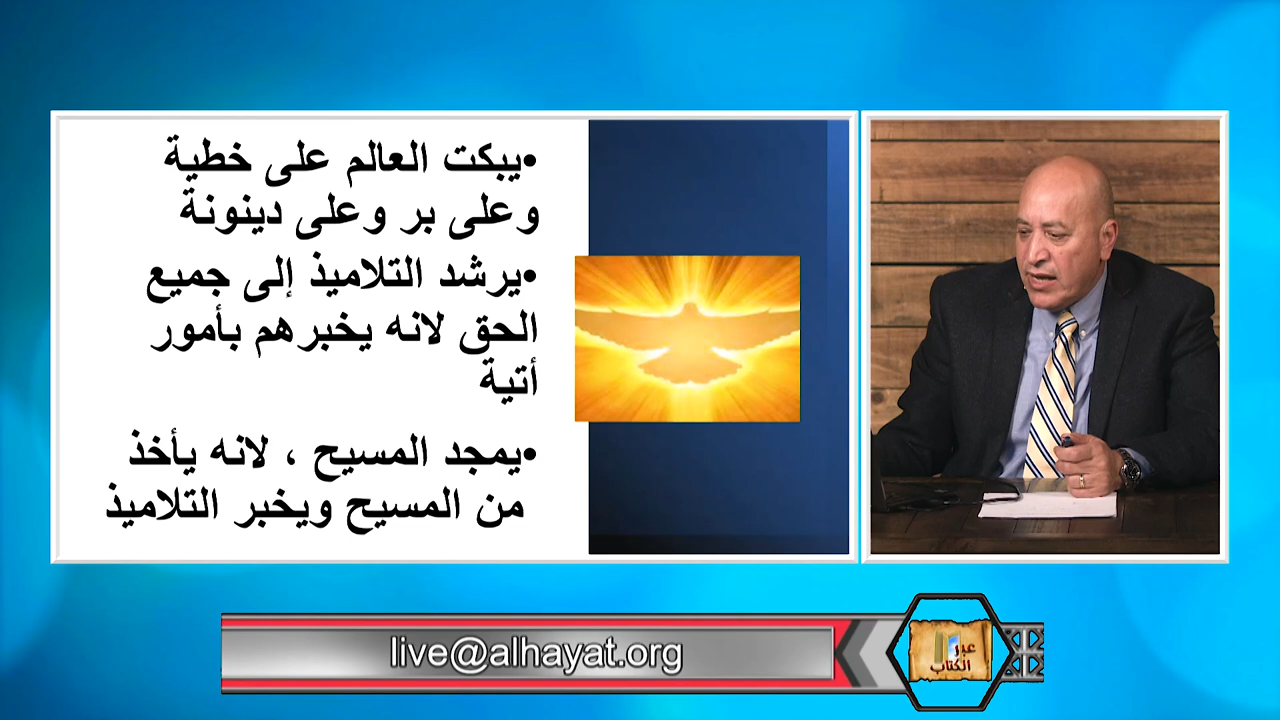 •يبكت العالم على خطية
وعلى بر وعلى دينونة
•يرشد التلاميذ إلى جميع
الحق لانه يخبرهم بأمور
أتية
•يمجد المسيح ، لانه يأخذ
من المسيح ويخبر التلاميذ
live@alhayat.org
عبر
الكتاب